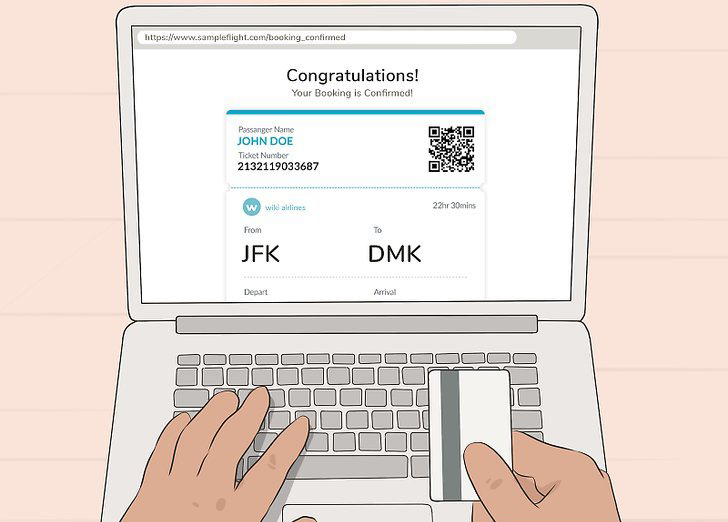 https://www.sampleflight.com/booking_confirmed
Congratulations!
Your Booking is Confirmed!
Passanger Name
JOHN DOE
Ticket Number
2132119033687
w wiki airlines 22hr 30mins
From To
JFK DMK
Depart Arrival